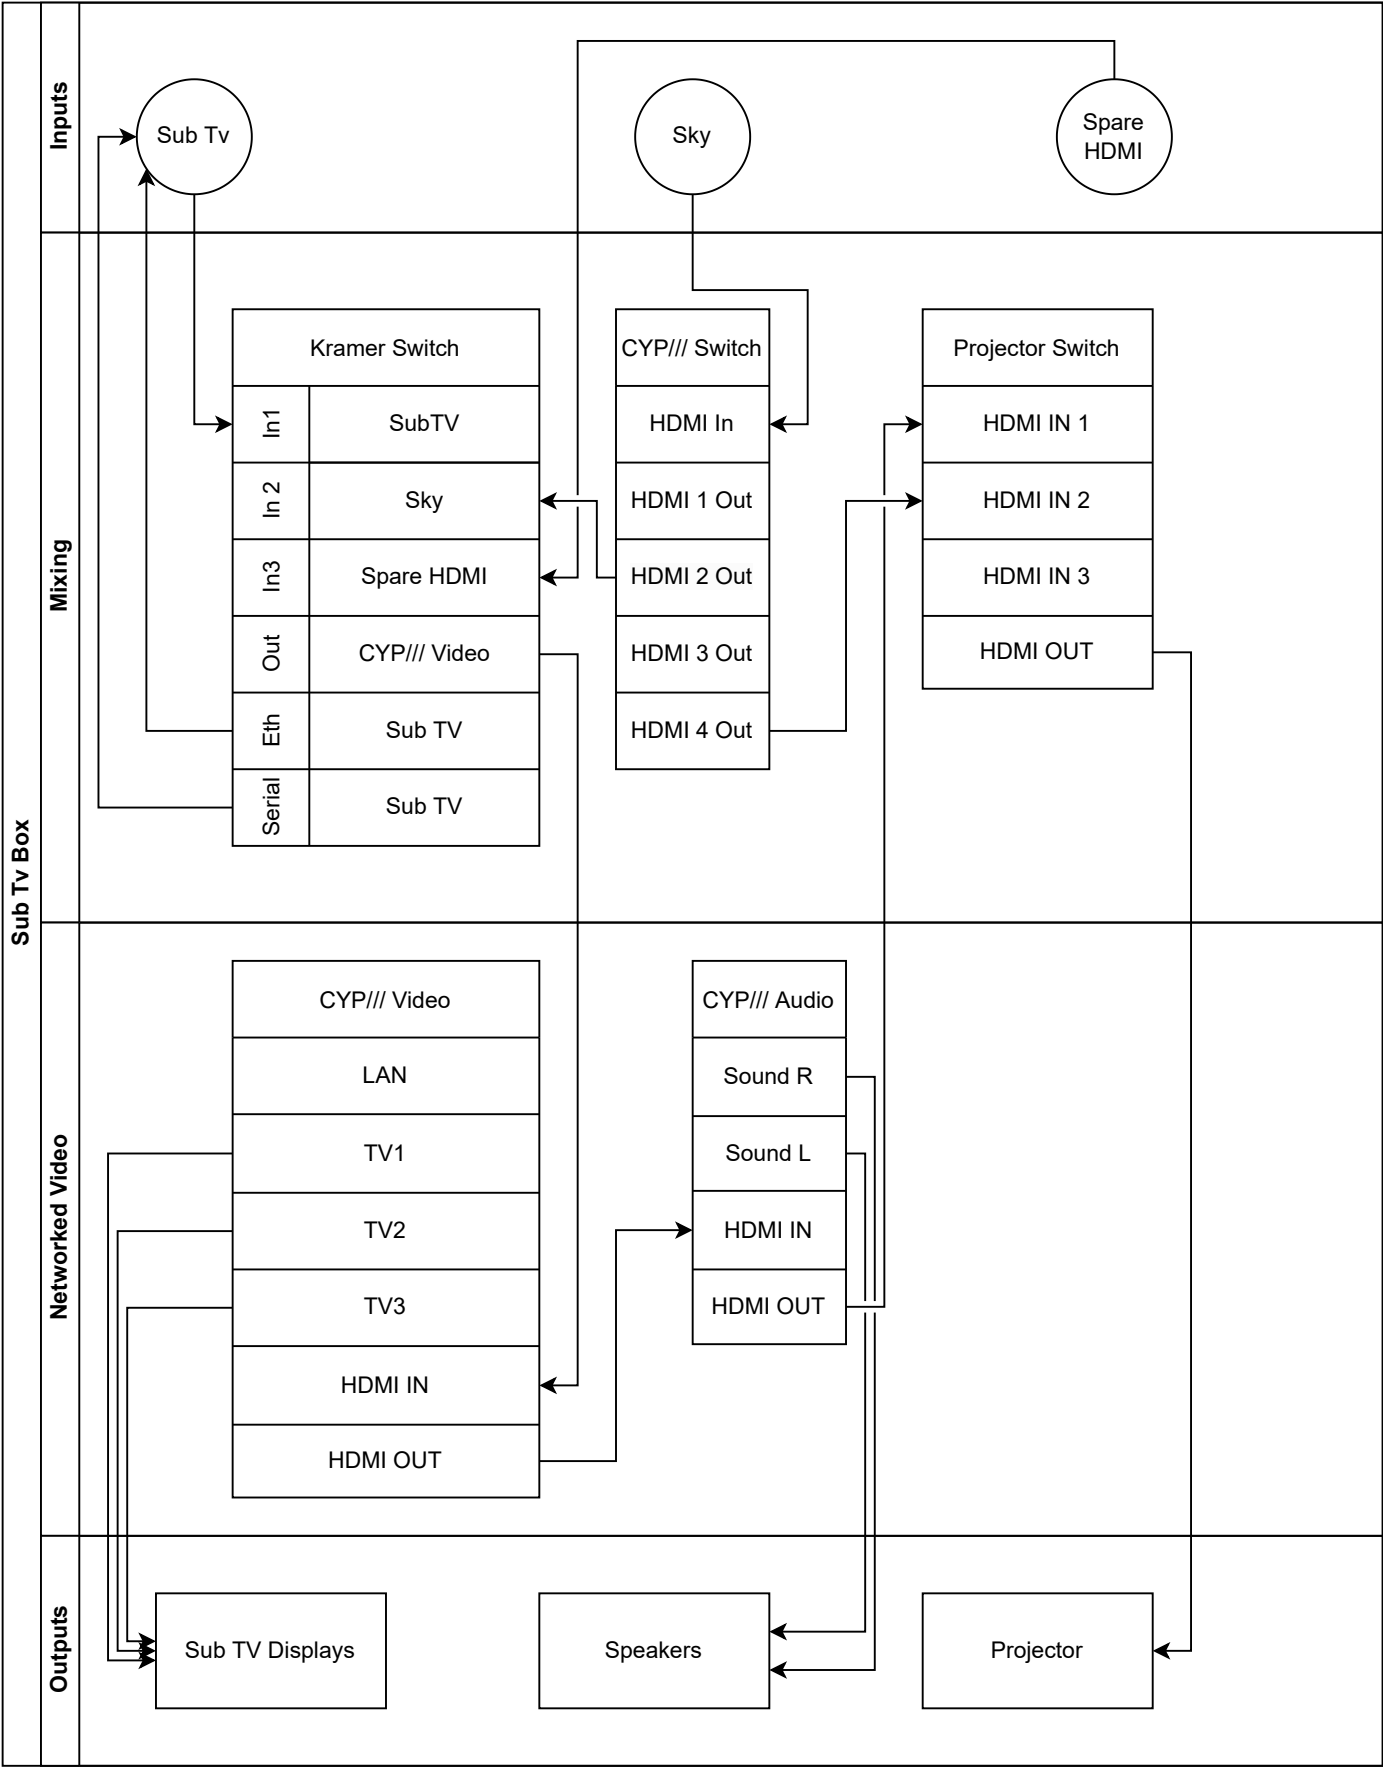 Sub Tv Box
Inputs
Sub Tv
Sky
Spare
HDMI
Mixing
Kramer Switch
In1
SubTV
In 2
Sky
In3
Spare HDMI
Out
CYP/// Video
Eth
Sub TV
Serial
Sub TV
CYP/// Switch
HDMI In
HDMI 1 Out
HDMI 2 Out
HDMI 3 Out
HDMI 4 Out
Projector Switch
HDMI IN 1
HDMI IN 2
HDMI IN 3
HDMI OUT
Networked Video
CYP/// Video
LAN
TV1
TV2
TV3
HDMI IN
HDMI OUT
CYP/// Audio
Sound R
Sound L
HDMI IN
HDMI OUT
Outputs
Sub TV Displays
Speakers
Projector